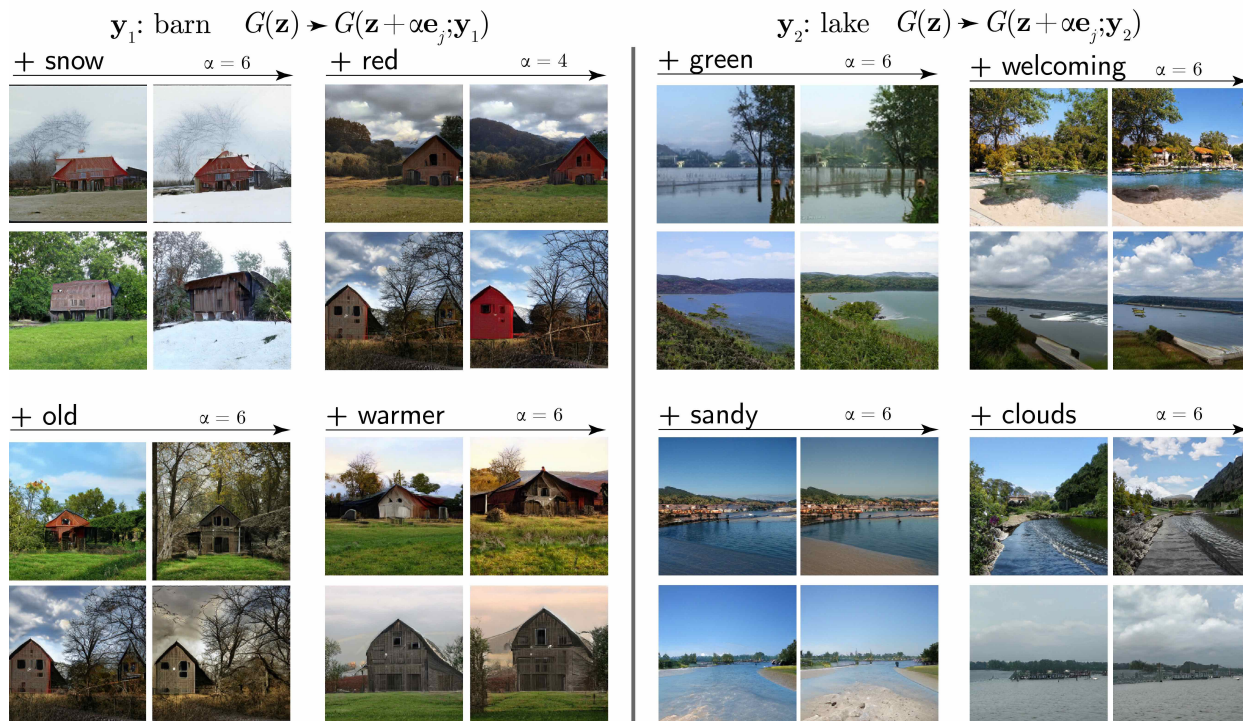 y₁: barn G(z) → G(z + αeⱼ;y₁)
+ snow α = 6
+ red α = 4
+ old α = 6
+ warmer α = 6
y₂: lake G(z) → G(z + αeⱼ;y₂)
+ green α = 6
+ welcoming α = 6
+ sandy α = 6
+ clouds α = 6